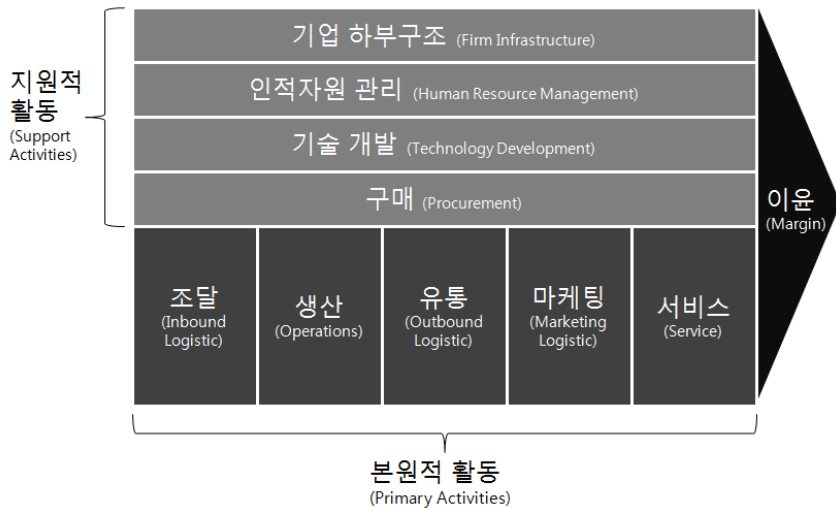 기업 하부구조 (Firm Infrastructure)
지원적
활동
(Support
Activities)
인적자원 관리 (Human Resource Management)
기술 개발 (Technology Development)
구매 (Procurement)
이윤
(Margin)
조달
(Inbound
Logistic)
생산
(Operations)
유통
(Outbound
Logistic)
마케팅
(Marketing
Logistic)
서비스
(Service)
본원적 활동
(Primary Activities)